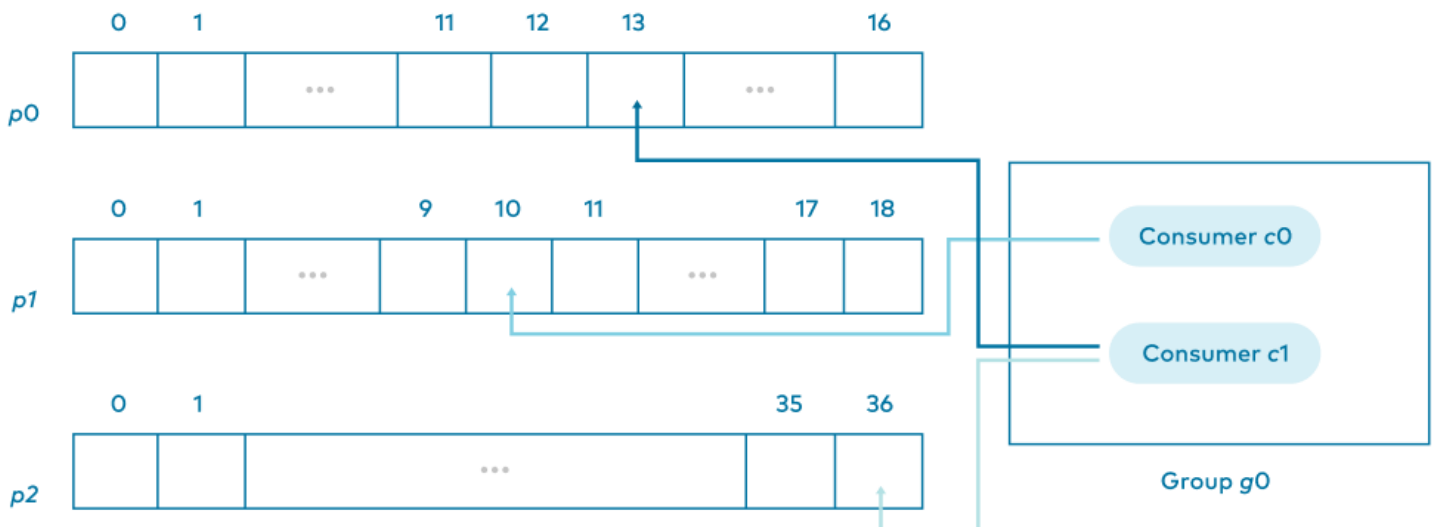 0 1 ... 11 12 13 ... 16
p0
0 1 ... 9 10 11 ... 17 18
p1
Consumer c0
Consumer c1
0 1 ... 35 36
p2
Group g0